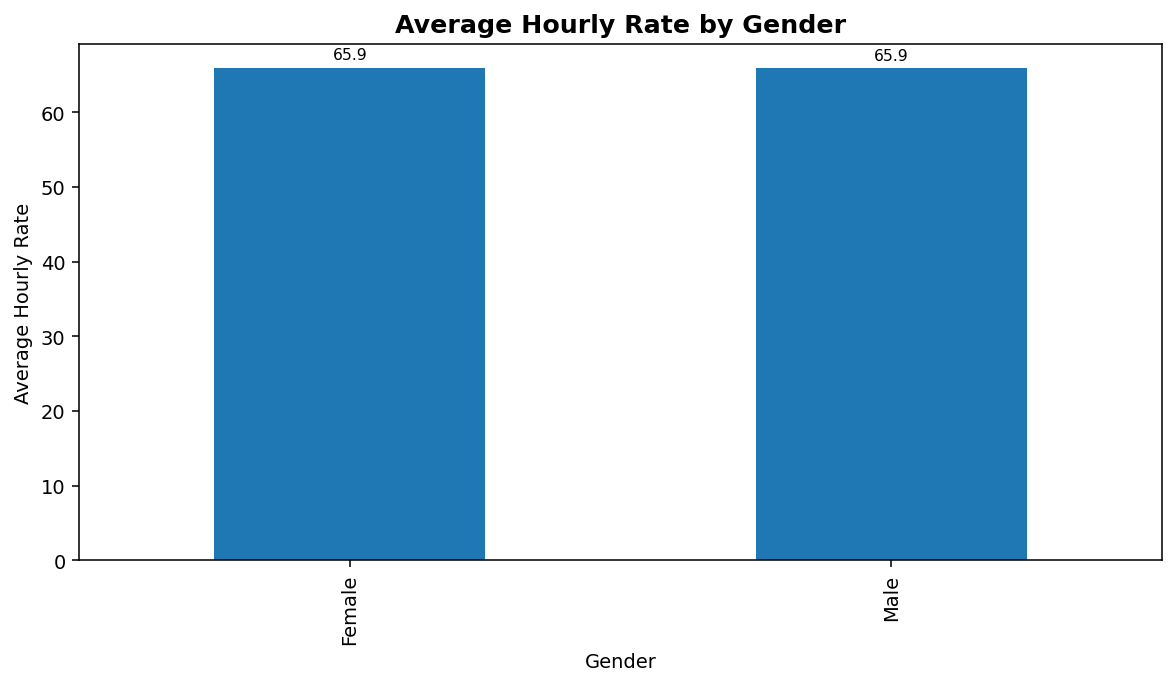 Average Hourly Rate by Gender
65.9
65.9
60
50
40
30
20
10
0
Average Hourly Rate
Female
Male
Gender